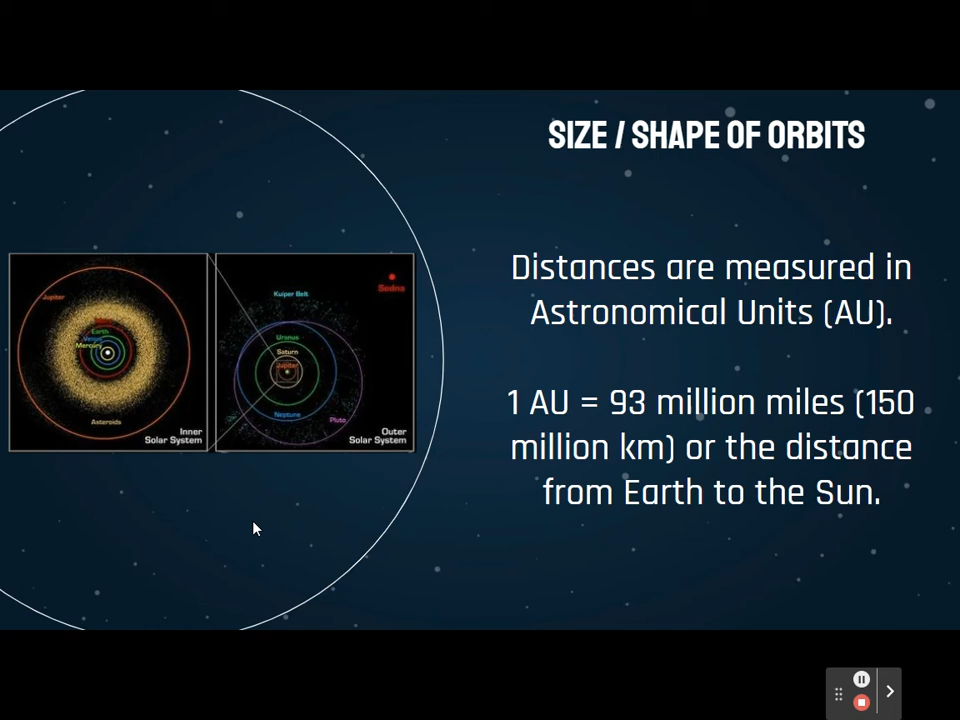 SIZE / SHAPE OF ORBITS
Distances are measured in
Astronomical Units (AU).
1 AU = 93 million miles (150
million km) or the distance
from Earth to the Sun.
Jupiter
Earth
Venus
Mercury
Asteroids
Inner
Solar System
Kuiper Belt
Sedna
Uranus
Saturn
Jupiter
Neptune
Pluto
Outer
Solar System